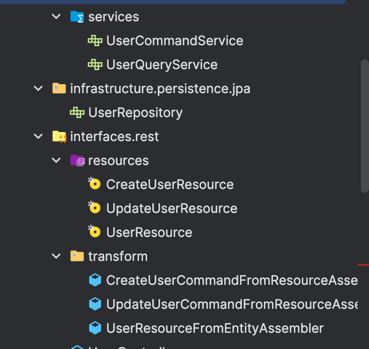 services
UserCommandService
UserQueryService
infrastructure.persistence.jpa
UserRepository
interfaces.rest
resources
CreateUserResource
UpdateUserResource
UserResource
transform
CreateUserCommandFromResourceAsse
UpdateUserCommandFromResourceAsse
UserResourceFromEntityAssembler